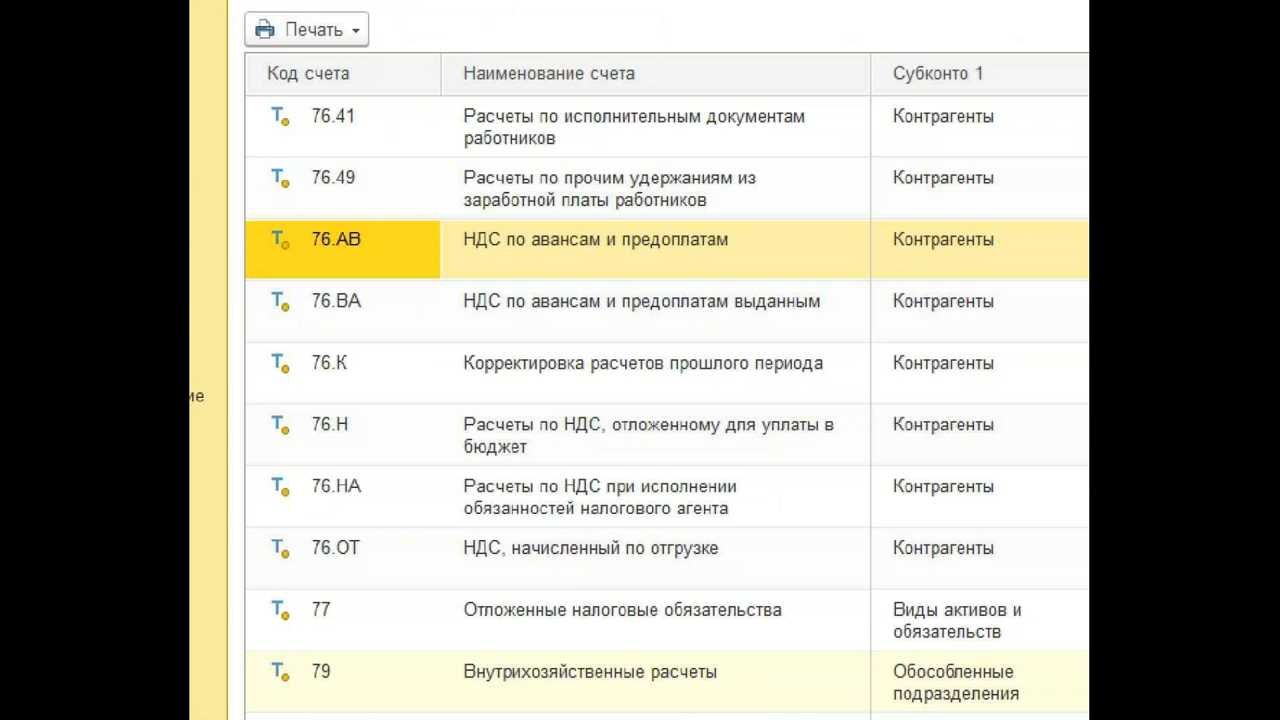 Печать
Код счета Наименование счета Субконто 1
76.41 Расчеты по исполнительным документам Контрагенты
работников
76.49 Расчеты по прочим удержаниям из Контрагенты
заработной платы работников
76.АВ НДС по авансам и предоплатам Контрагенты
76.ВА НДС по авансам и предоплатам выданным Контрагенты
76.К Корректировка расчетов прошлого периода Контрагенты
ие
76.Н Расчеты по НДС, отложенному для уплаты в Контрагенты
бюджет
76.НА Расчеты по НДС при исполнении Контрагенты
обязанностей налогового агента
76.ОТ НДС, начисленный по отгрузке Контрагенты
77 Отложенные налоговые обязательства Виды активов и
обязательств
79 Внутрихозяйственные расчеты Обособленные
подразделения